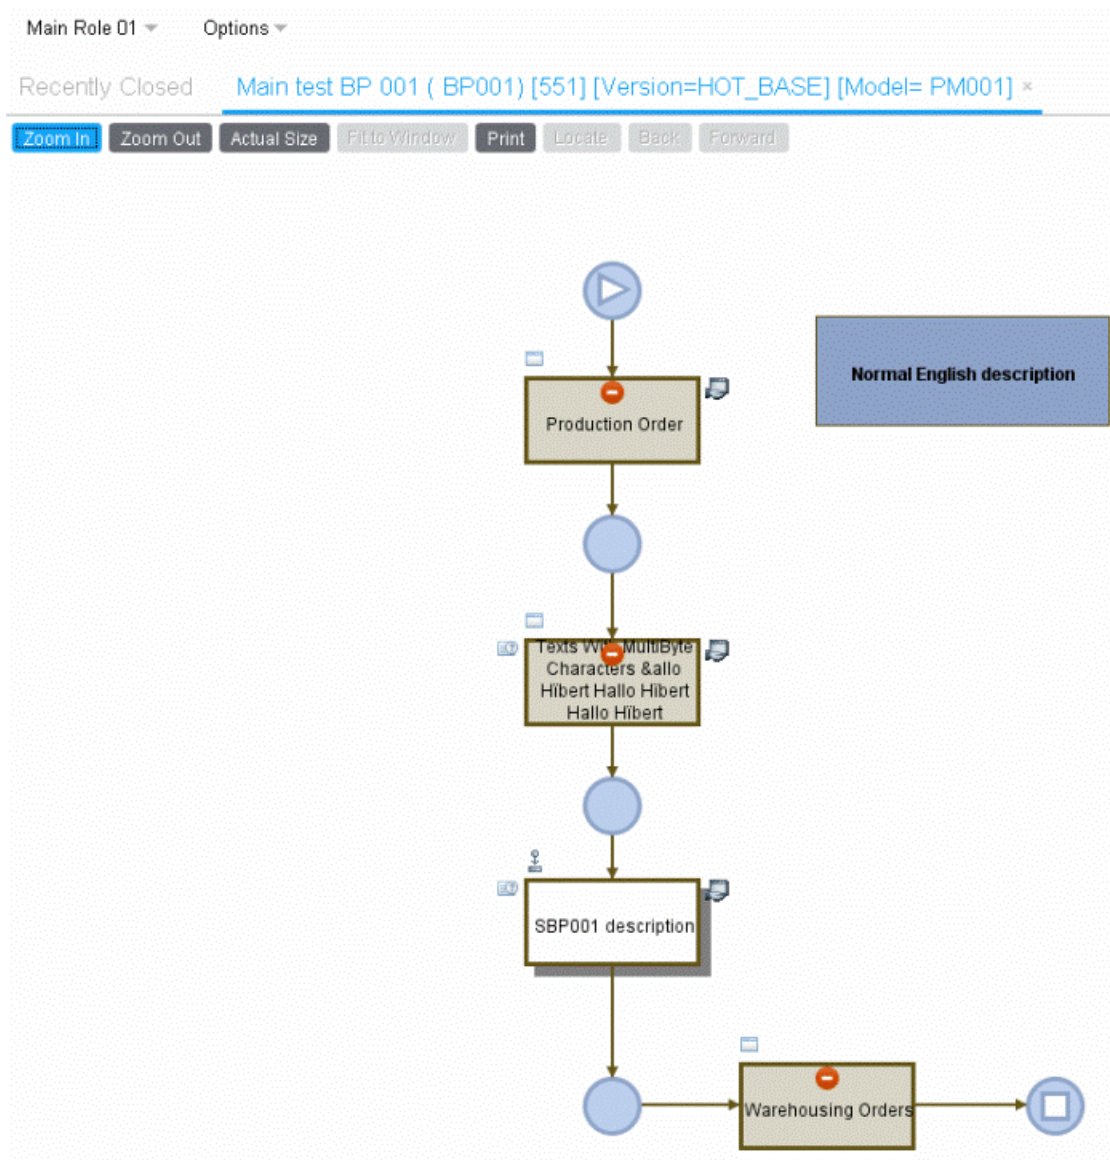 Main Role 01 Options
Recently Closed Main test BP 001 ( BP001) [551] [Version=HOT_BASE] [Model= PM001] ×
Zoom In Zoom Out Actual Size Fit to Window Print Locate Back Forward
Normal English description
Production Order
Texts With MultiByte
Characters &allo
Hïbert Hallo Hïbert
Hallo Hïbert
SBP001 description
Warehousing Orders